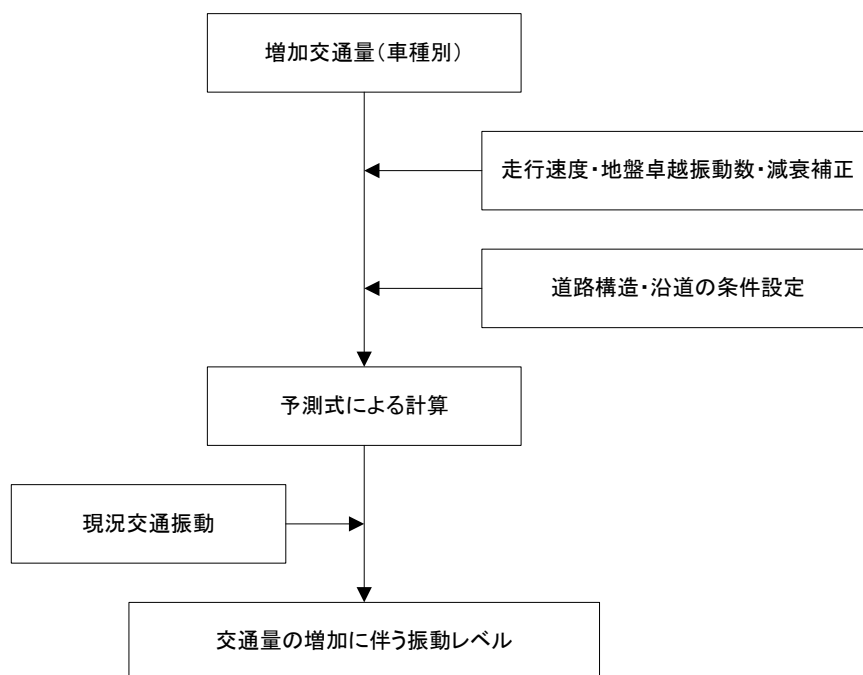 増加交通量(車種別)
走行速度・地盤卓越振動数・減衰補正
道路構造・沿道の条件設定
予測式による計算
現況交通振動
交通量の増加に伴う振動レベル